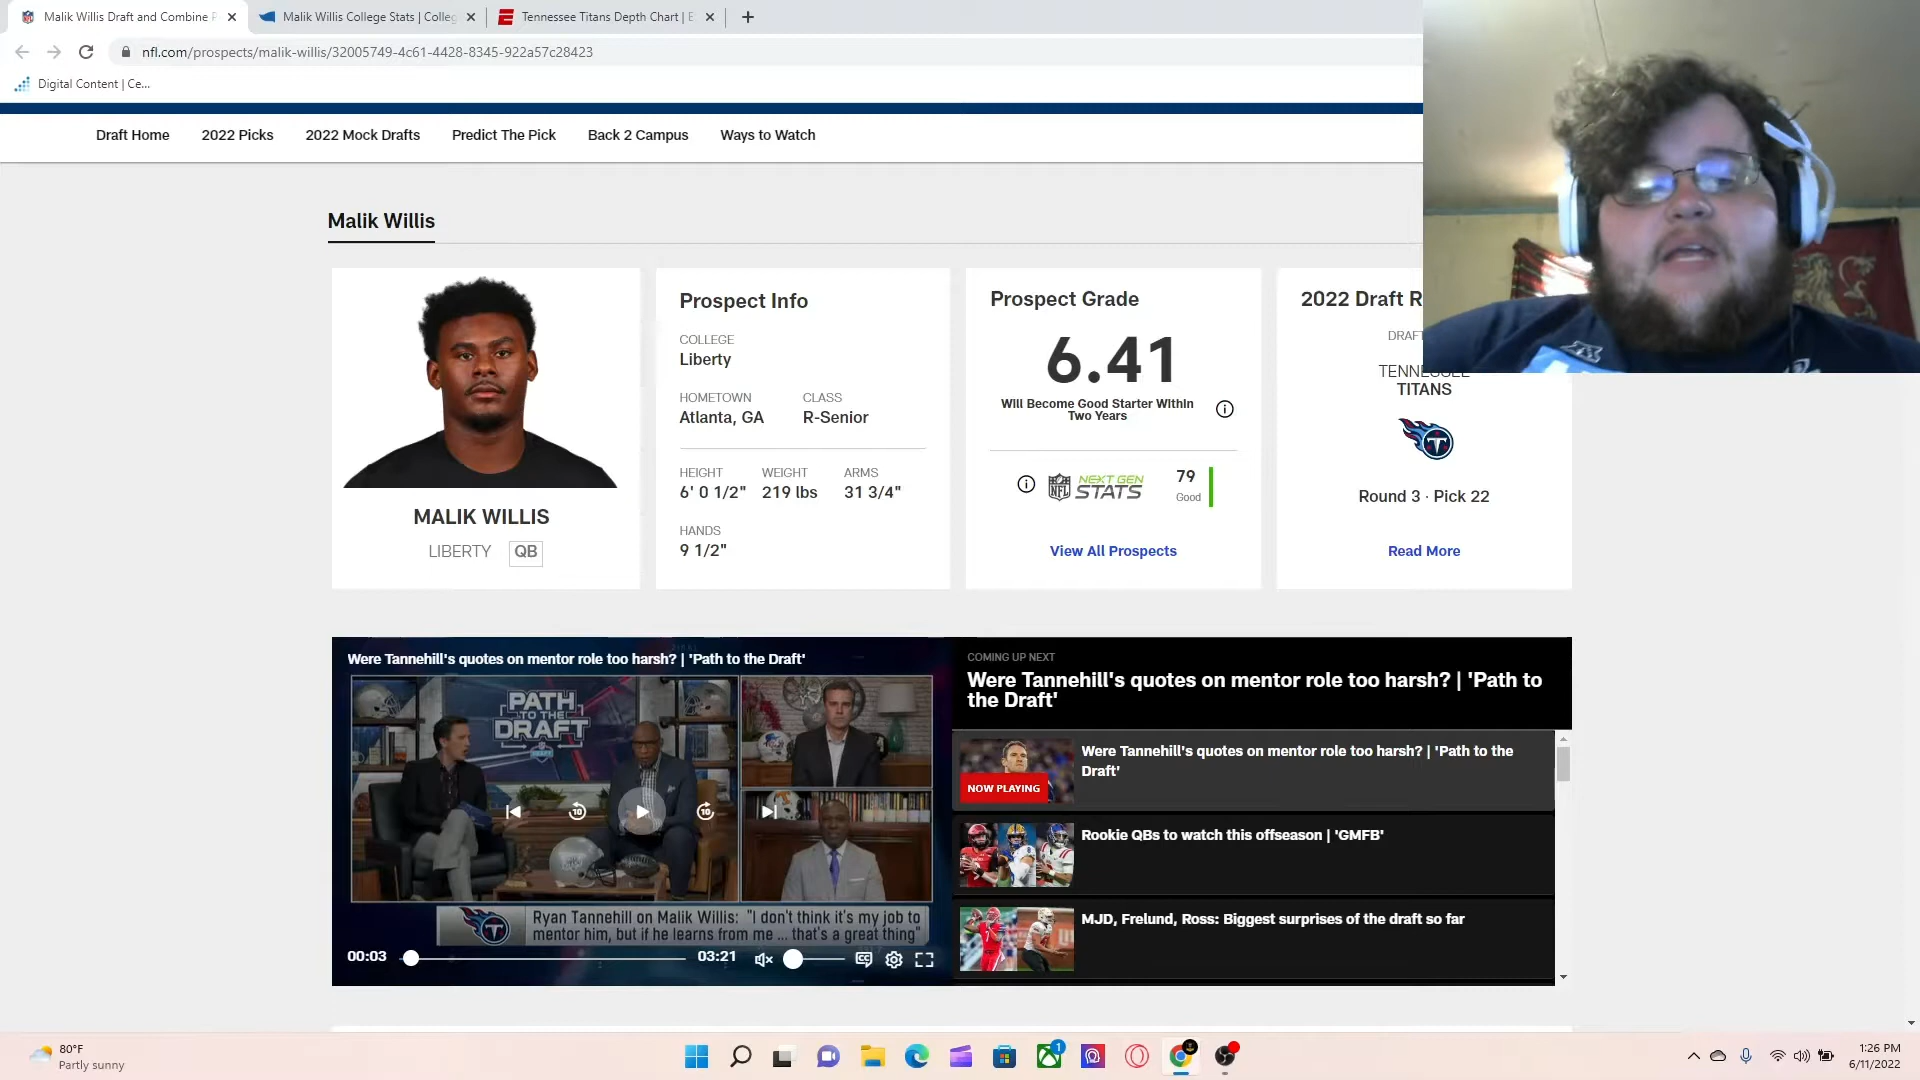 Malik Willis Draft and Combine P
Malik Willis College Stats | Colleg
Tennessee Titans Depth Chart | E
nfl.com/prospects/malik-willis/32005749-4c61-4428-8345-922a57c28423
Digital Content | Ce...
Draft Home 2022 Picks 2022 Mock Drafts Predict The Pick Back 2 Campus Ways to Watch
Malik Willis
MALIK WILLIS
LIBERTY QB
Prospect Info
COLLEGE
Liberty
HOMETOWN CLASS
Atlanta, GA R-Senior
HEIGHT WEIGHT ARMS
6' 0 1/2" 219 lbs 31 3/4"
HANDS
9 1/2"
Prospect Grade
6.41
Will Become Good Starter Within
Two Years
NFL NEXT GEN STATS
79
Good
View All Prospects
2022 Draft R
DRAFT
TENNESSEE
TITANS
T
Round 3 · Pick 22
Read More
Were Tannehill's quotes on mentor role too harsh? | 'Path to the Draft'
PATH
TO THE
DRAFT
Ryan Tannehill on Malik Willis: "I don't think it's my job to
mentor him, but if he learns from me ... that's a great thing"
10 10
00:03 03:21
COMING UP NEXT
Were Tannehill's quotes on mentor role too harsh? | 'Path to
the Draft'
Were Tannehill's quotes on mentor role too harsh? | 'Path to the
Draft'
NOW PLAYING
Rookie QBs to watch this offseason | 'GMFB'
MJD, Frelund, Ross: Biggest surprises of the draft so far
80°F
Partly sunny
1
1:26 PM
6/11/2022